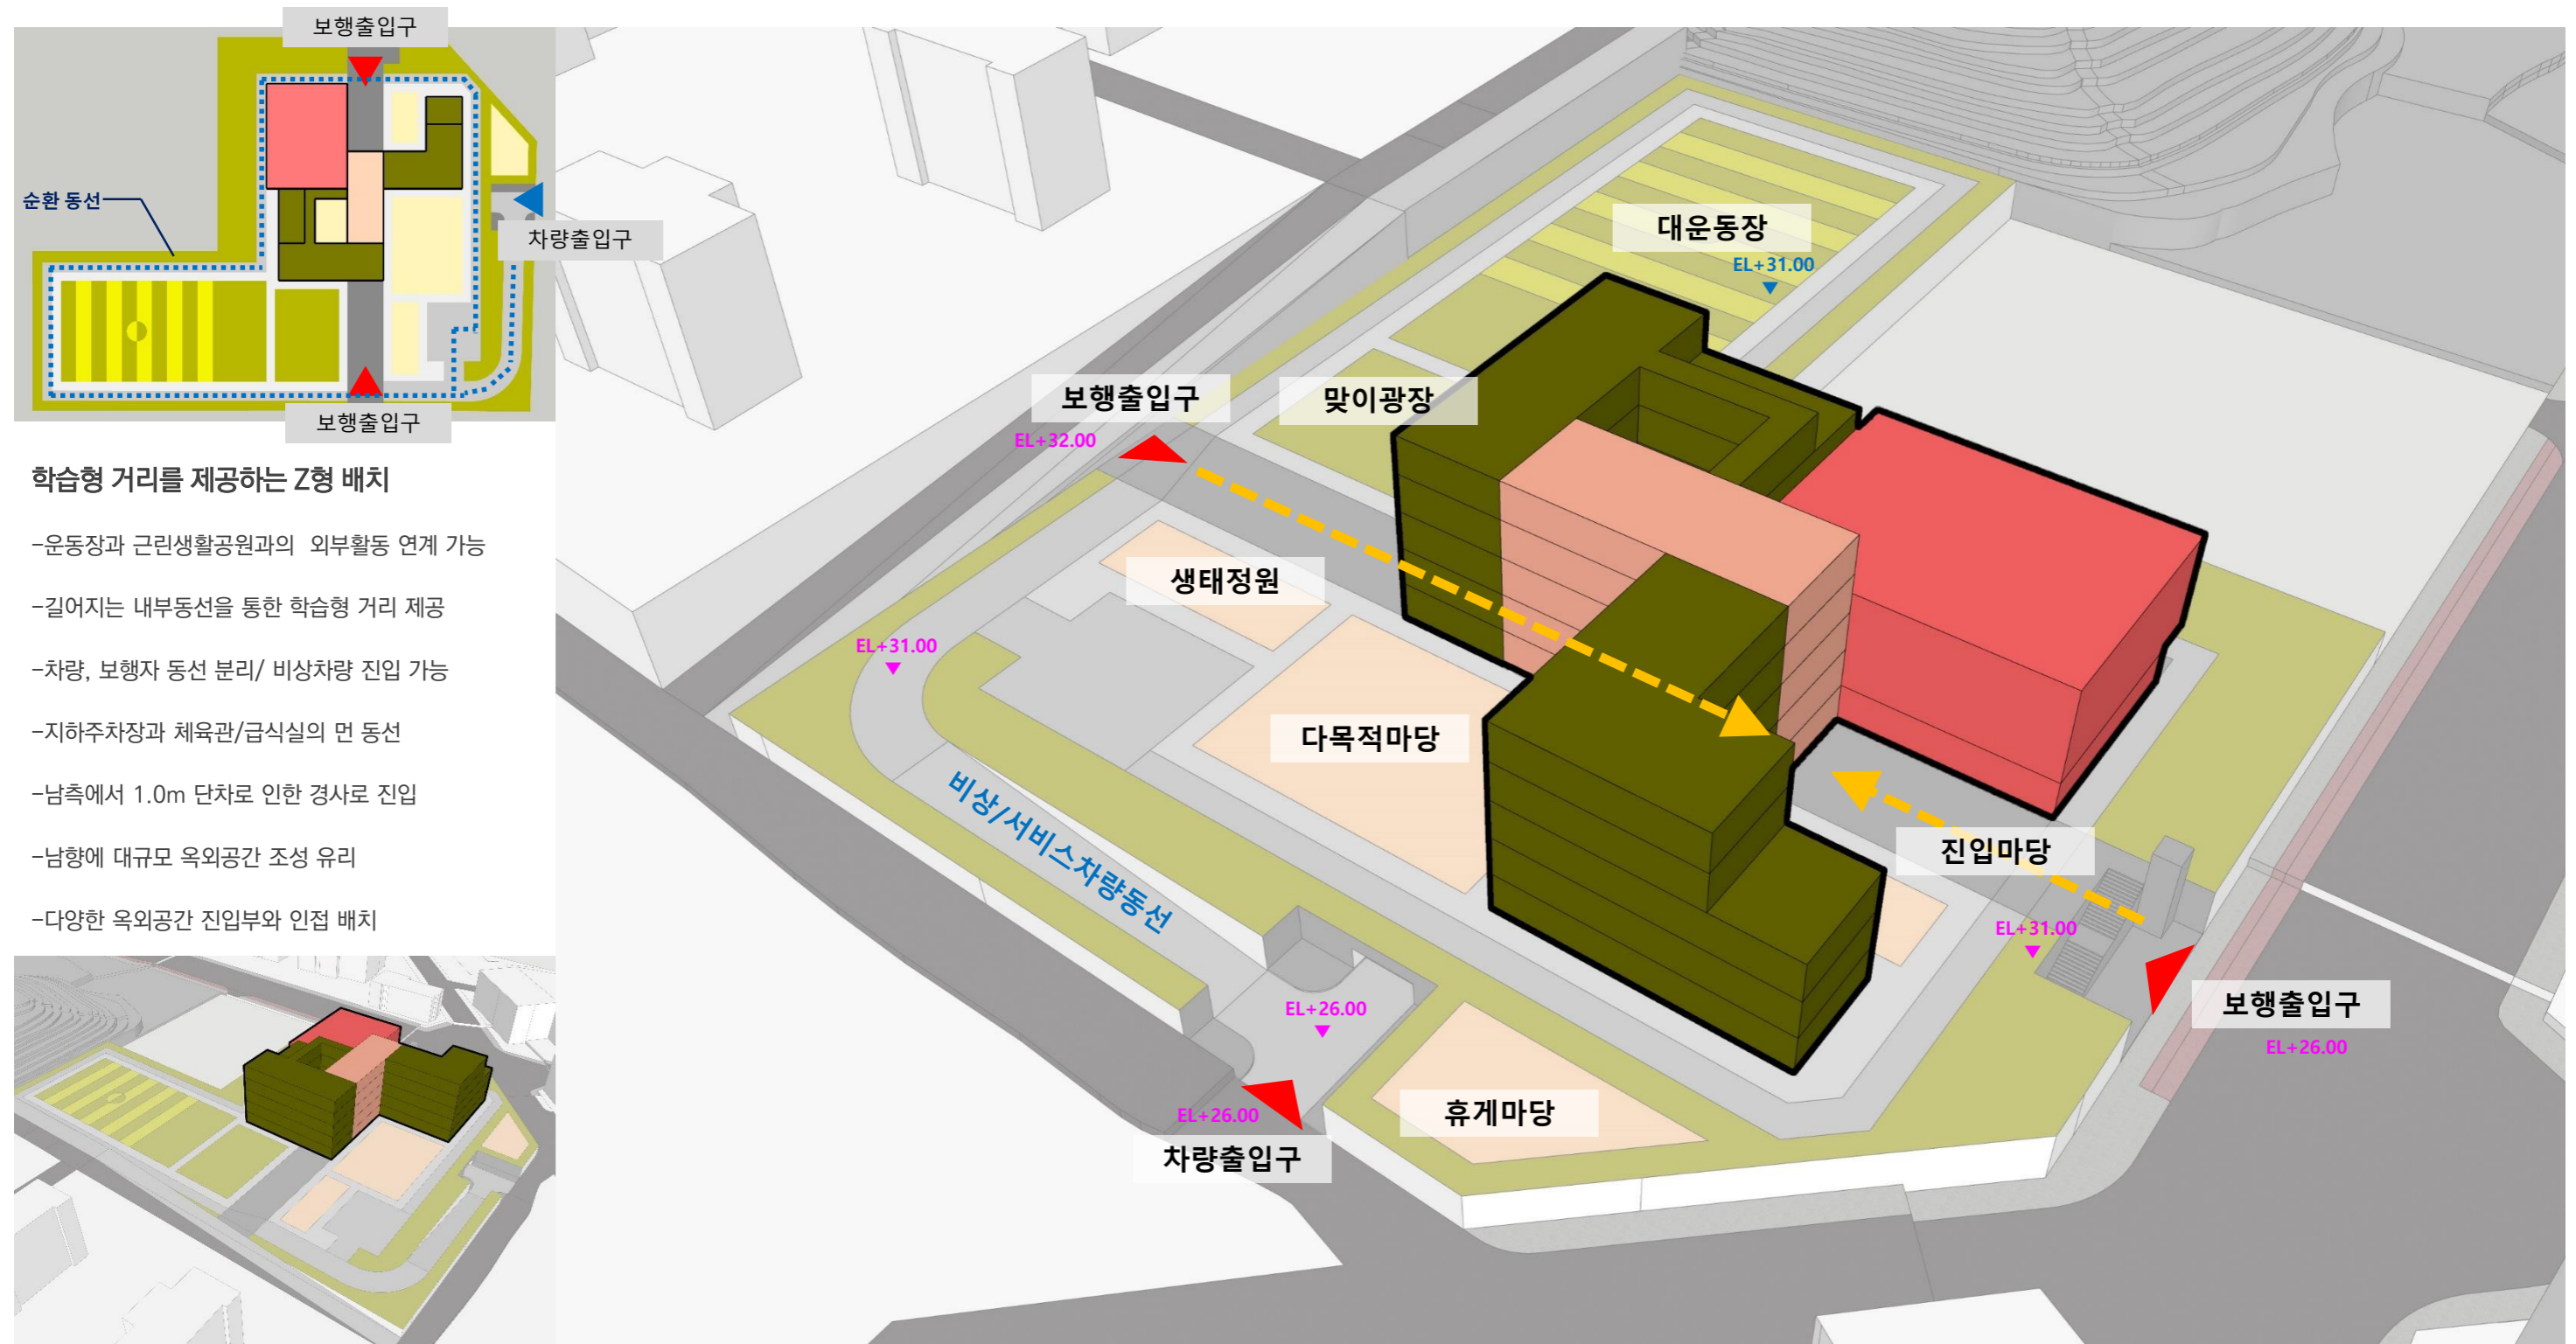 보행출입구
순환 동선
차량출입구
보행출입구
학습형 거리를 제공하는 Z형 배치
-운동장과 근린생활공원과의 외부활동 연계 가능
-길어지는 내부동선을 통한 학습형 거리 제공
-차량, 보행자 동선 분리/ 비상차량 진입 가능
-지하주차장과 체육관/급식실의 먼 동선
-남측에서 1.0m 단차로 인한 경사로 진입
-남향에 대규모 옥외공간 조성 유리
-다양한 옥외공간 진입부와 인접 배치
대운동장
EL+31.00
보행출입구
EL+32.00
맞이광장
생태정원
EL+31.00
다목적마당
비상/서비스차량동선
진입마당
EL+31.00
보행출입구
EL+26.00
EL+26.00
EL+26.00
차량출입구
휴게마당